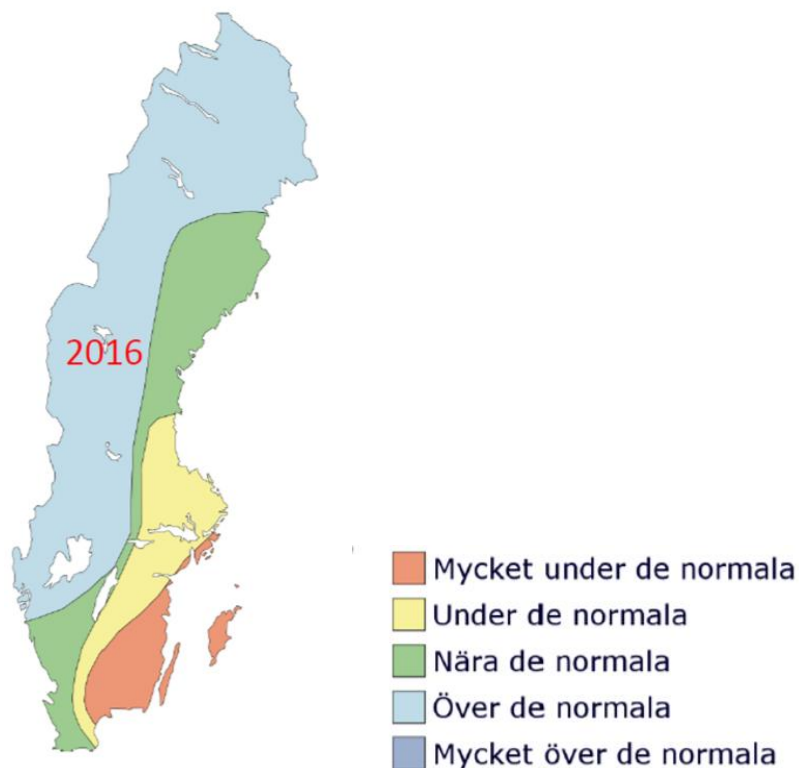 2016
Mycket under de normala
Under de normala
Nära de normala
Över de normala
Mycket över de normala